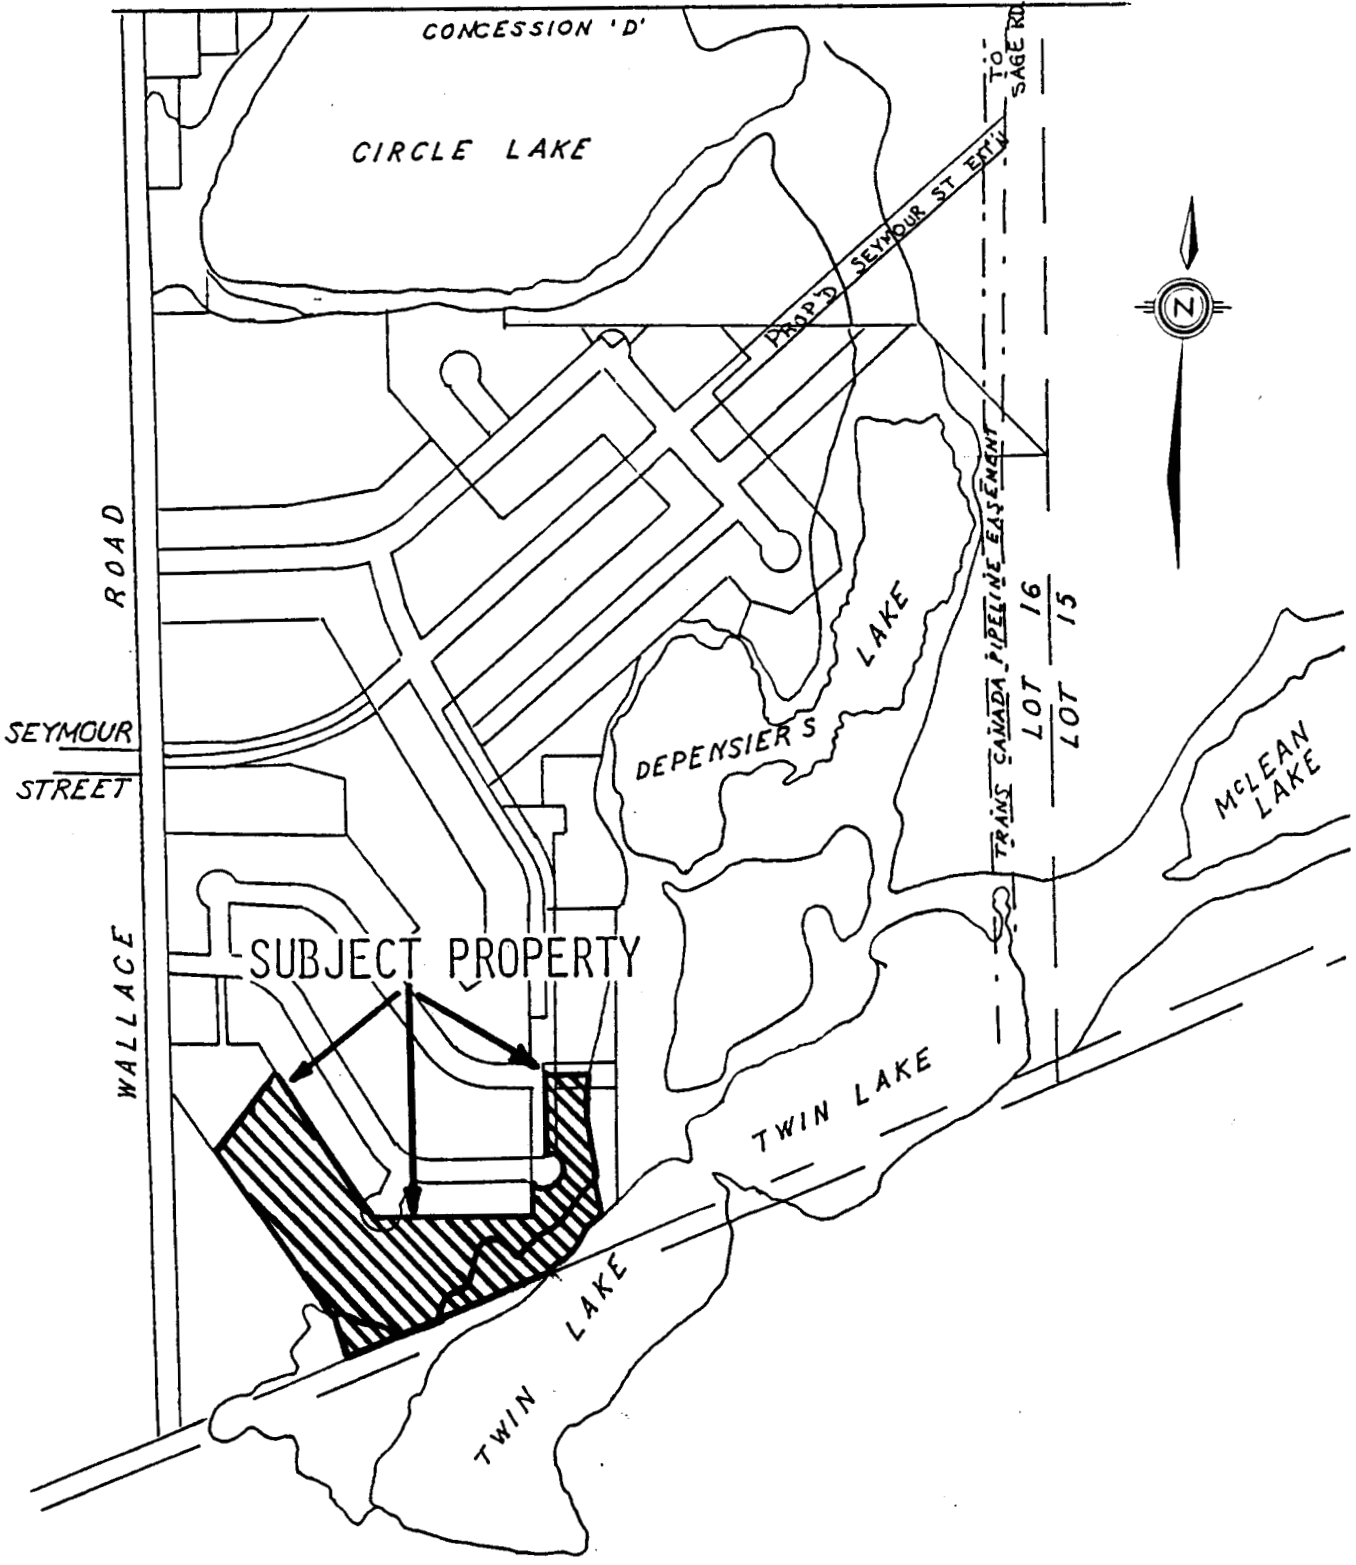 CONCESSION 'D'
TO
SAGE RD.
CIRCLE LAKE
PROP'D SEYMOUR ST EXT'N
N
ROAD
LAKE
TRANS CANADA PIPELINE EASEMENT
LOT 16
LOT 15
SEYMOUR
STREET
DEPENSIERS
McLEAN
LAKE
WALLACE
SUBJECT PROPERTY
TWIN LAKE
LAKE
TWIN